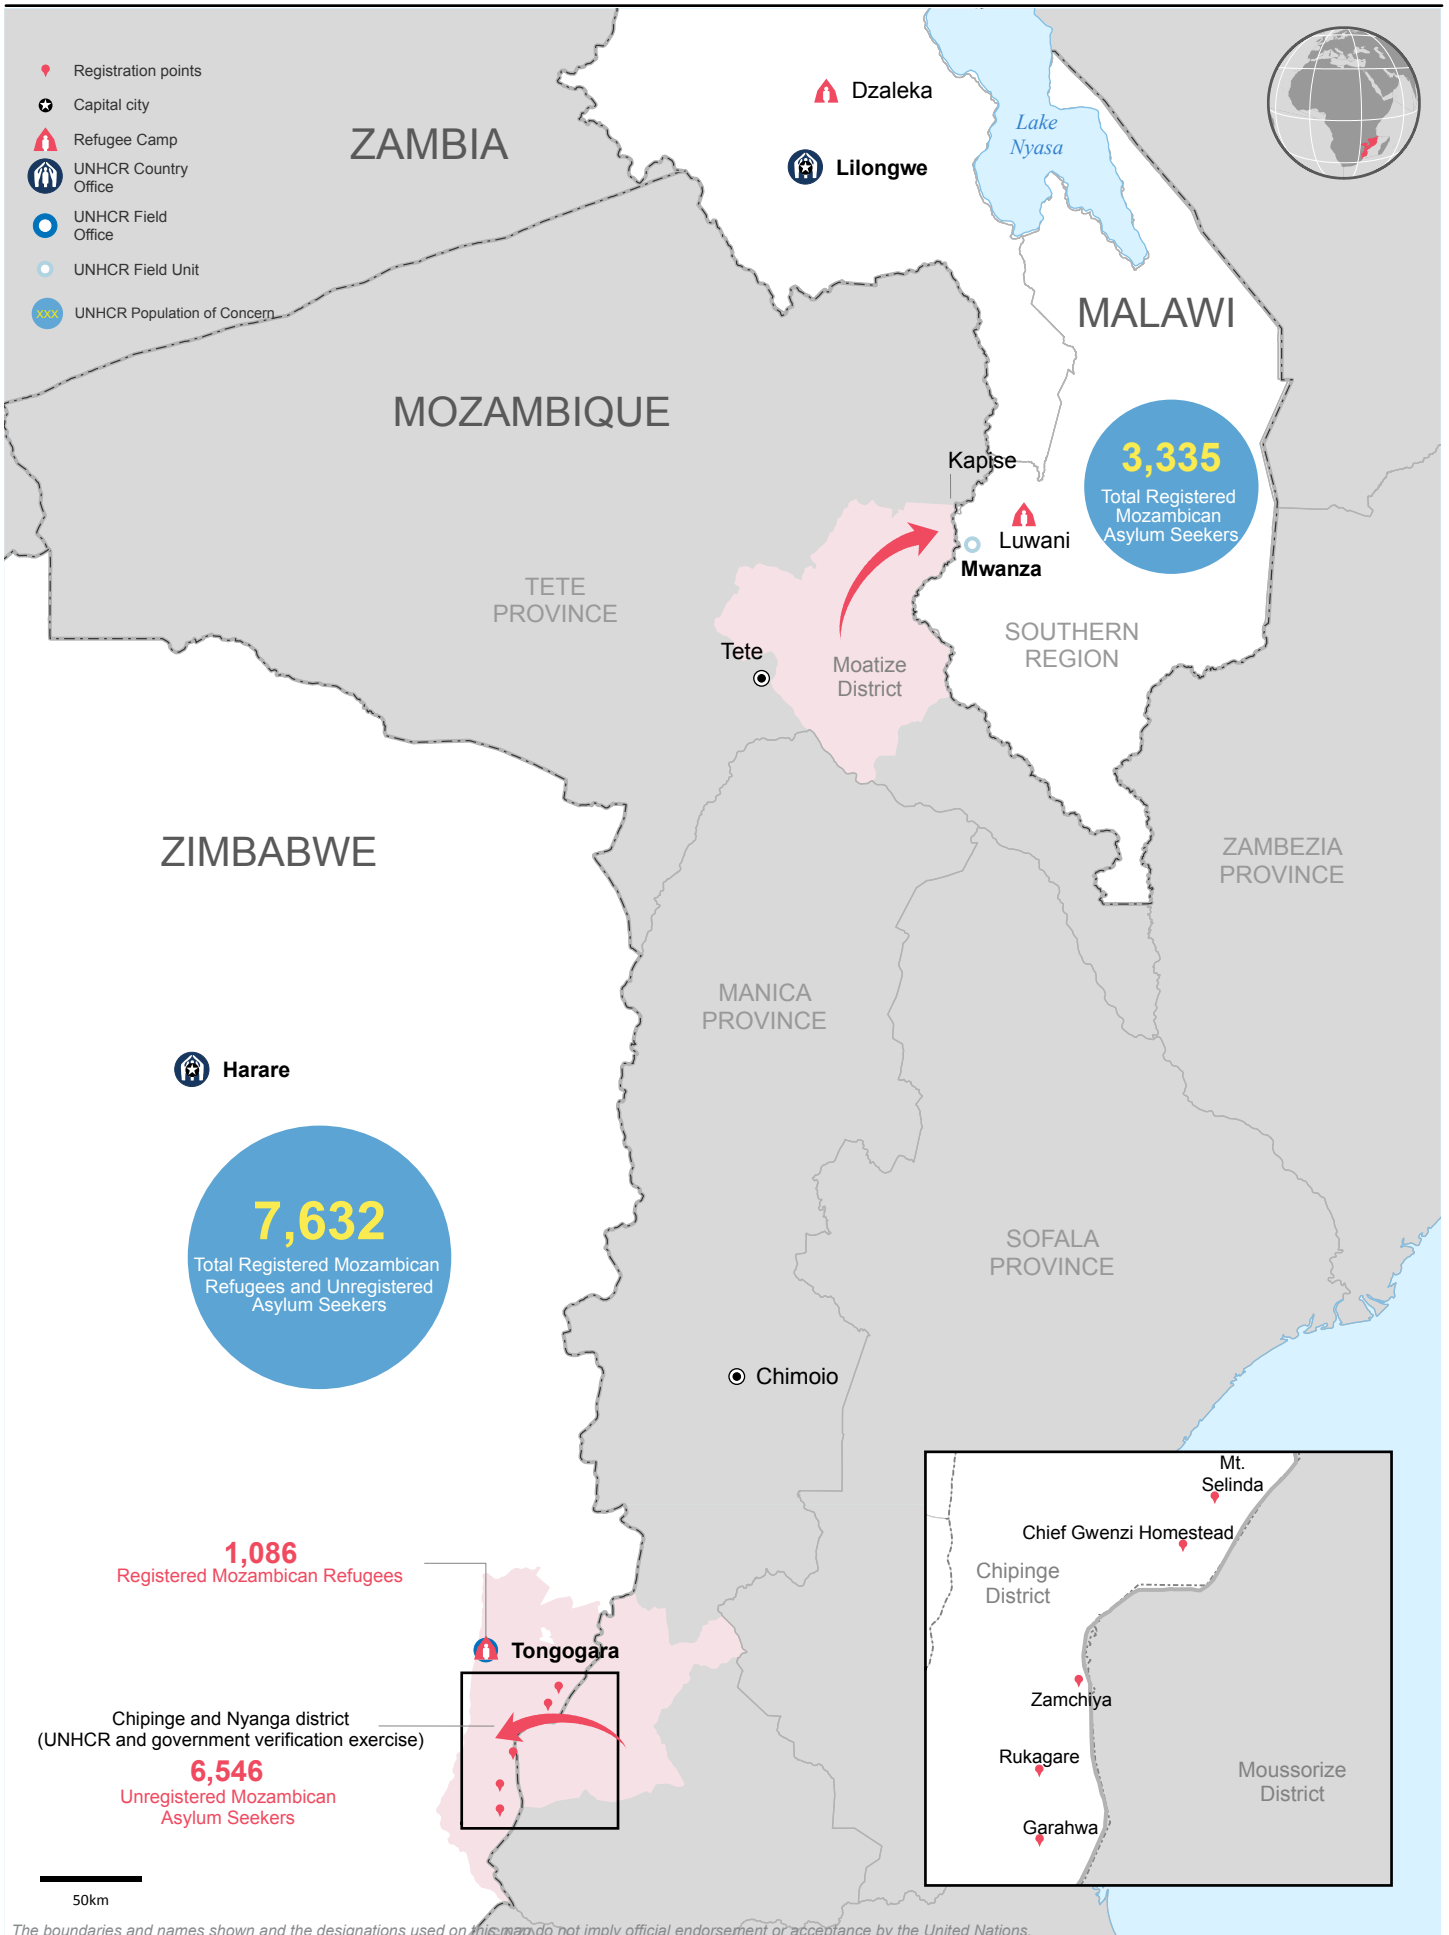 Registration points
Capital city
Refugee Camp
UNHCR Country
Office
UNHCR Field
Office
UNHCR Field Unit
xxx
UNHCR Population of Concern
ZAMBIA
Dzaleka
Lilongwe
Lake
Nyasa
MALAWI
MOZAMBIQUE
Kapise
3,335
Total Registered
Mozambican
Asylum Seekers
Luwani
Mwanza
TETE
PROVINCE
SOUTHERN
REGION
Tete
Moatize
District
ZIMBABWE
ZAMBEZIA
PROVINCE
MANICA
PROVINCE
Harare
7,632
Total Registered Mozambican
Refugees and Unregistered
Asylum Seekers
SOFALA
PROVINCE
Chimoio
1,086
Registered Mozambican Refugees
Tongogara
Chipinge and Nyanga district
(UNHCR and government verification exercise)
6,546
Unregistered Mozambican
Asylum Seekers
Mt.
Selinda
Chief Gwenzi Homestead
Chipinge
District
Zamchiya
Rukagare
Moussorize
District
Garahwa
50km
The boundaries and names shown and the designations used on this map do not imply official endorsement or acceptance by the United Nations.